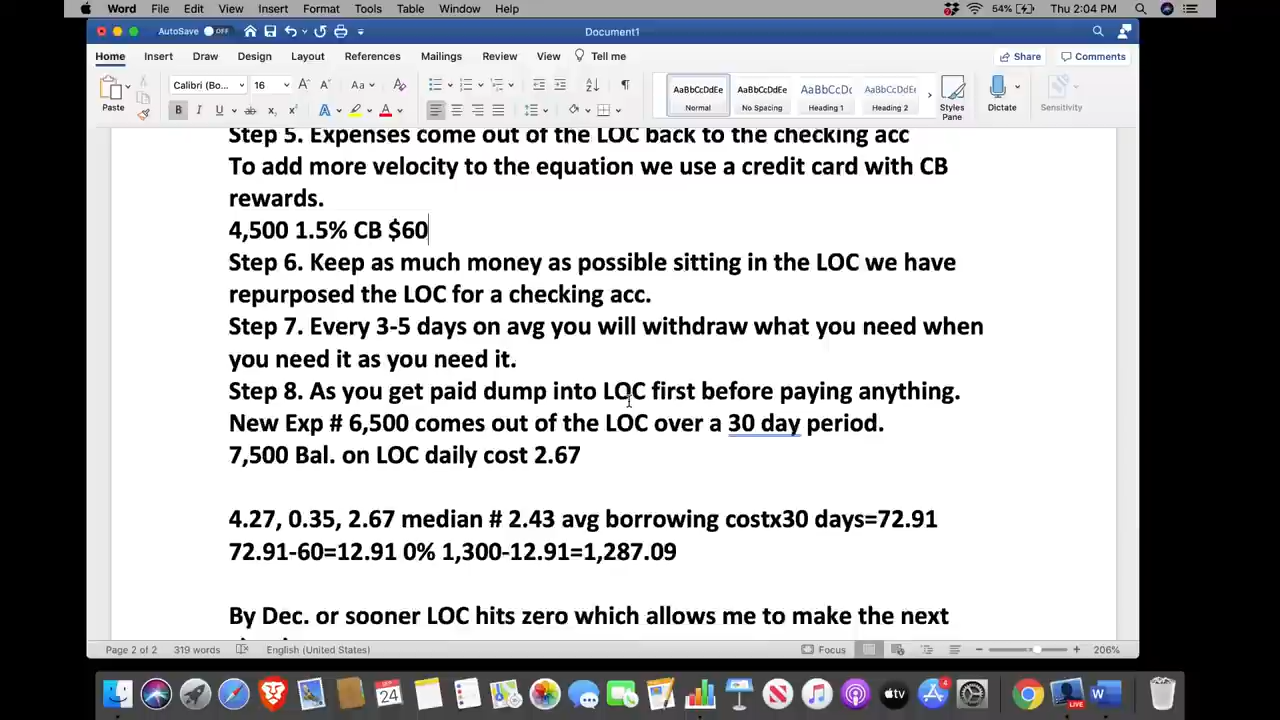 Word File Edit View Insert Format Tools Table Window Help 54% Thu 2:04 PM
AutoSave OFF Document1
Home Insert Draw Design Layout References Mailings Review View Tell me Share Comments
Paste Calibri (Bo... 16 AaBbCcDdEe AaBbCcDdEe AaBbCcDc AaBbCcDdEe
Normal No Spacing Heading 1 Heading 2 Styles Pane Dictate Sensitivity
Step 5. Expenses come out of the LOC back to the checking acc
To add more velocity to the equation we use a credit card with CB
rewards.
4,500 1.5% CB $60
Step 6. Keep as much money as possible sitting in the LOC we have
repurposed the LOC for a checking acc.
Step 7. Every 3-5 days on avg you will withdraw what you need when
you need it as you need it.
Step 8. As you get paid dump into LOC first before paying anything.
New Exp # 6,500 comes out of the LOC over a 30 day period.
7,500 Bal. on LOC daily cost 2.67
4.27, 0.35, 2.67 median # 2.43 avg borrowing costx30 days=72.91
72.91-60=12.91 0% 1,300-12.91=1,287.09
By Dec. or sooner LOC hits zero which allows me to make the next
Page 2 of 2 319 words English (United States) Focus 206%
SEP 24 tv 4 LIVE W